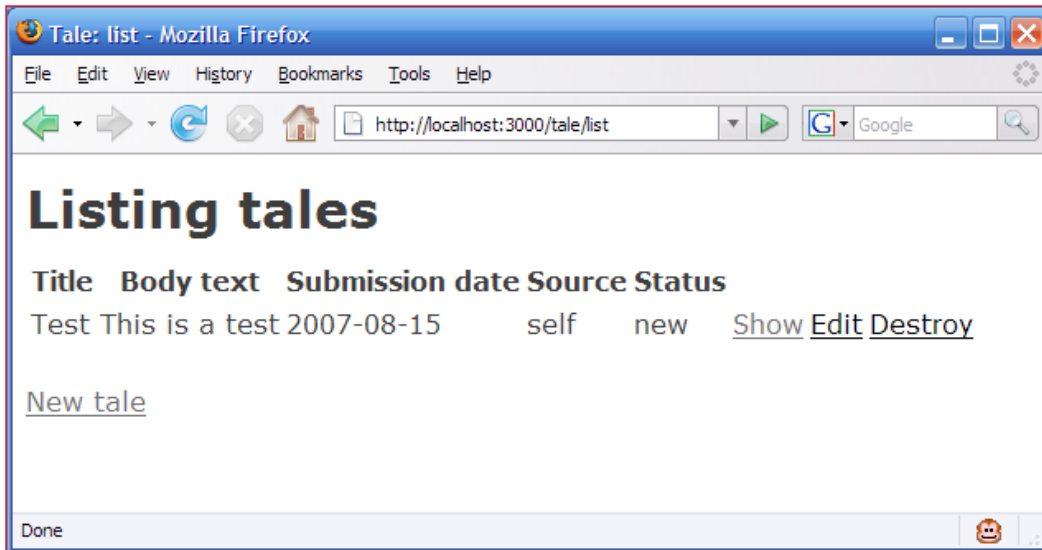 Tale: list - Mozilla Firefox
File Edit View History Bookmarks Tools Help
http://localhost:3000/tale/list G Google
Listing tales
Title Body text Submission date Source Status
Test This is a test 2007-08-15 self new Show Edit Destroy
New tale
Done